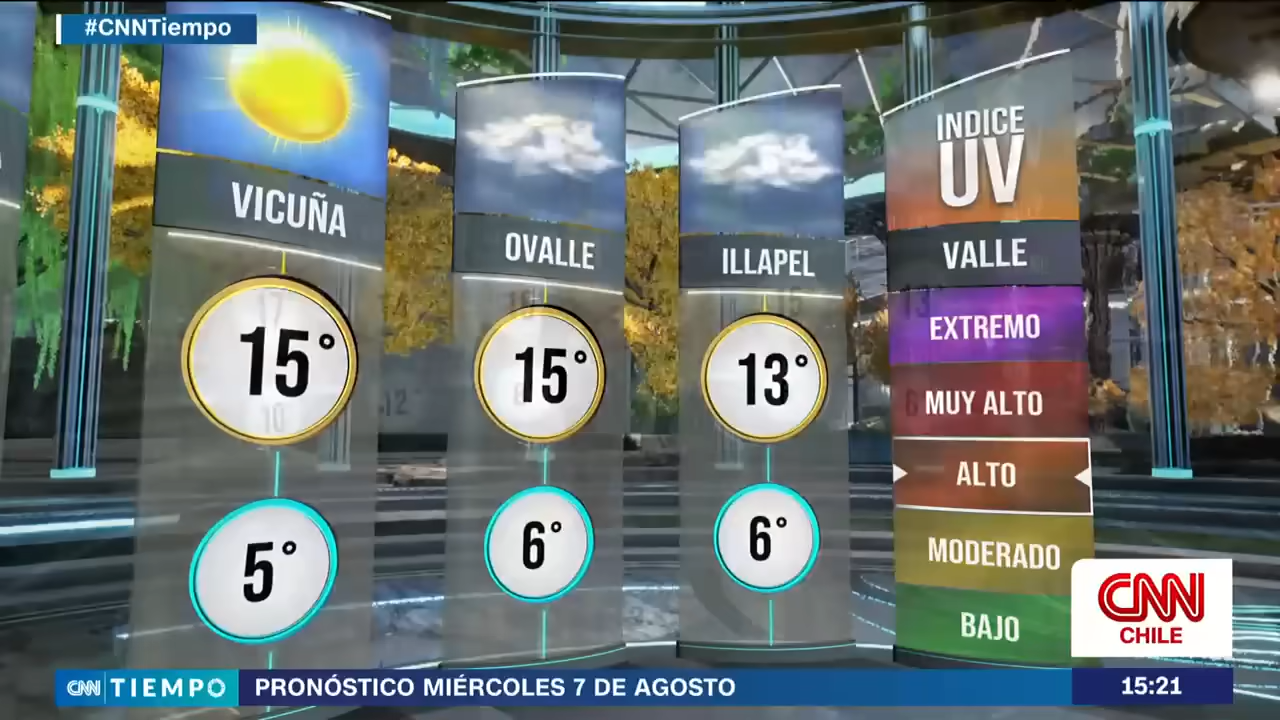 #CNNTiempo
VICUÑA
15°
5°
OVALLE
15°
6°
ILLAPEL
13°
6°
INDICE
UV
VALLE
EXTREMO
MUY ALTO
ALTO
MODERADO
BAJO
CNN
CHILE
CNN TIEMPO
PRONÓSTICO MIÉRCOLES 7 DE AGOSTO
15:21